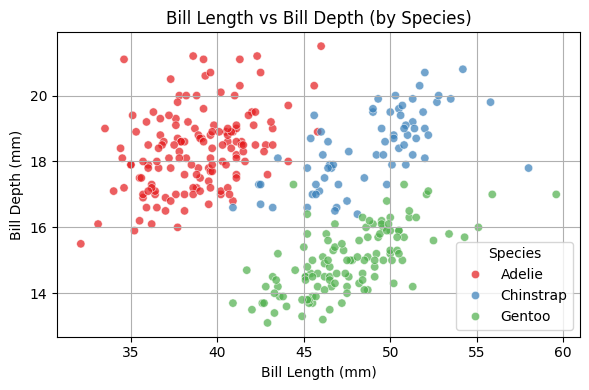 Bill Length vs Bill Depth (by Species)
Bill Depth (mm)
20
18
16
14
Species
Adelie
Chinstrap
Gentoo
35 40 45 50 55 60
Bill Length (mm)